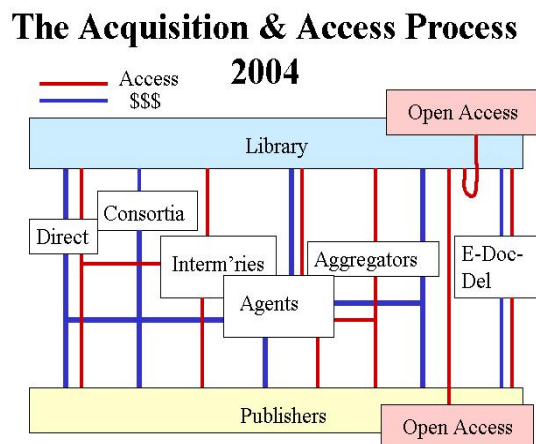 The Acquisition & Access Process
2004
Access
$$$
Open Access
Library
Consortia
Direct
Interm'ries
Aggregators
E-Doc-
Del
Agents
Publishers
Open Access